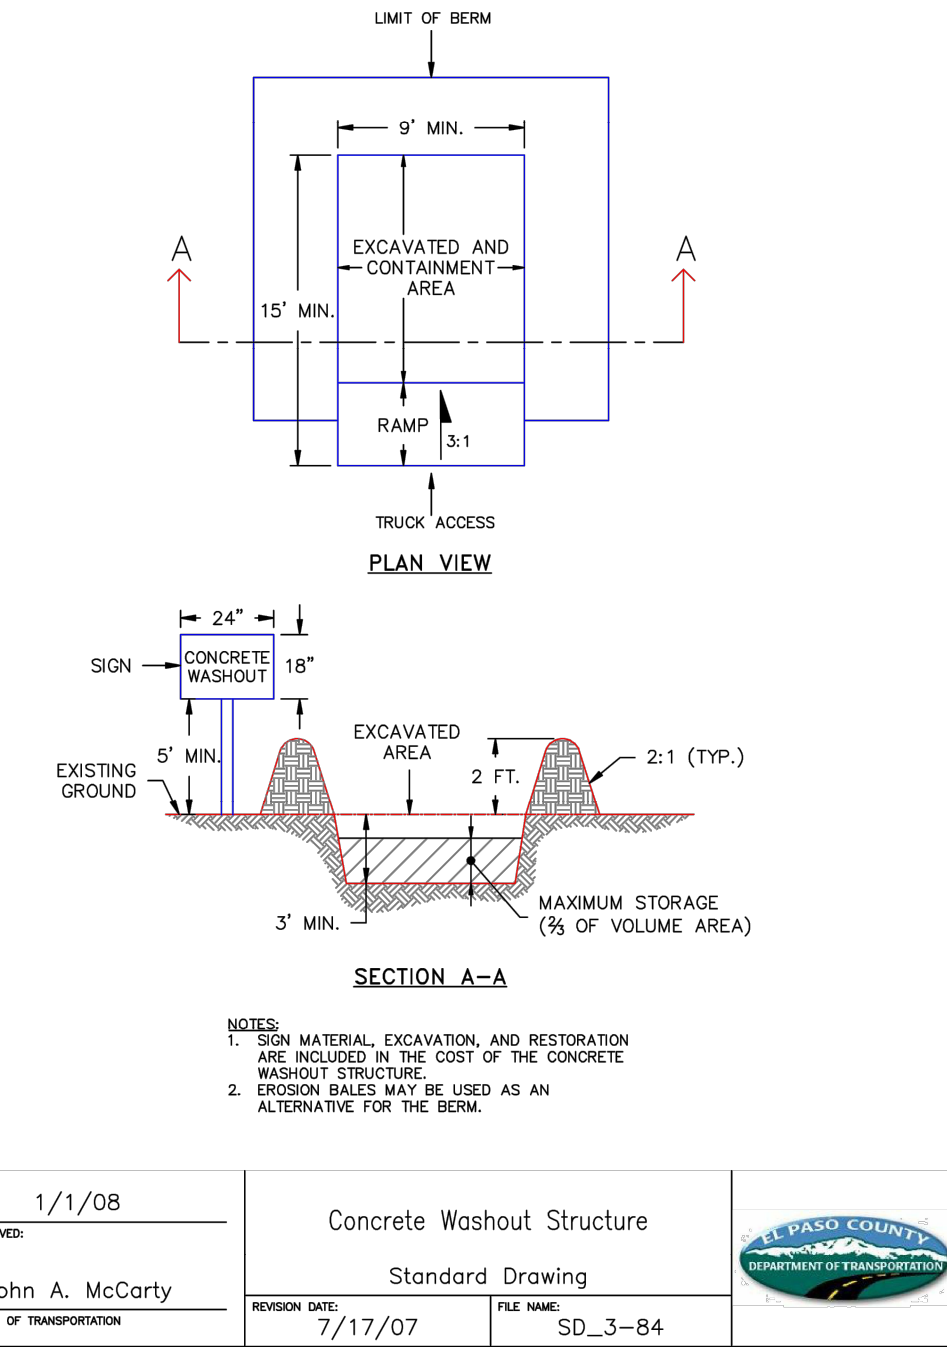 LIMIT OF BERM
9' MIN.
A
A
EXCAVATED AND
CONTAINMENT
AREA
15' MIN.
RAMP
3:1
TRUCK ACCESS
PLAN VIEW
24"
SIGN
CONCRETE
WASHOUT
18"
5' MIN.
EXCAVATED
AREA
2 FT.
2:1 (TYP.)
EXISTING
GROUND
3' MIN.
MAXIMUM STORAGE
(⅔ OF VOLUME AREA)
SECTION A-A
NOTES:
1. SIGN MATERIAL, EXCAVATION, AND RESTORATION
ARE INCLUDED IN THE COST OF THE CONCRETE
WASHOUT STRUCTURE.
2. EROSION BALES MAY BE USED AS AN
ALTERNATIVE FOR THE BERM.
1/1/08
VED:
ohn A. McCarty
OF TRANSPORTATION
Concrete Washout Structure
Standard Drawing
REVISION DATE:
7/17/07
FILE NAME:
SD_3-84
EL PASO COUNTY
DEPARTMENT OF TRANSPORTATION